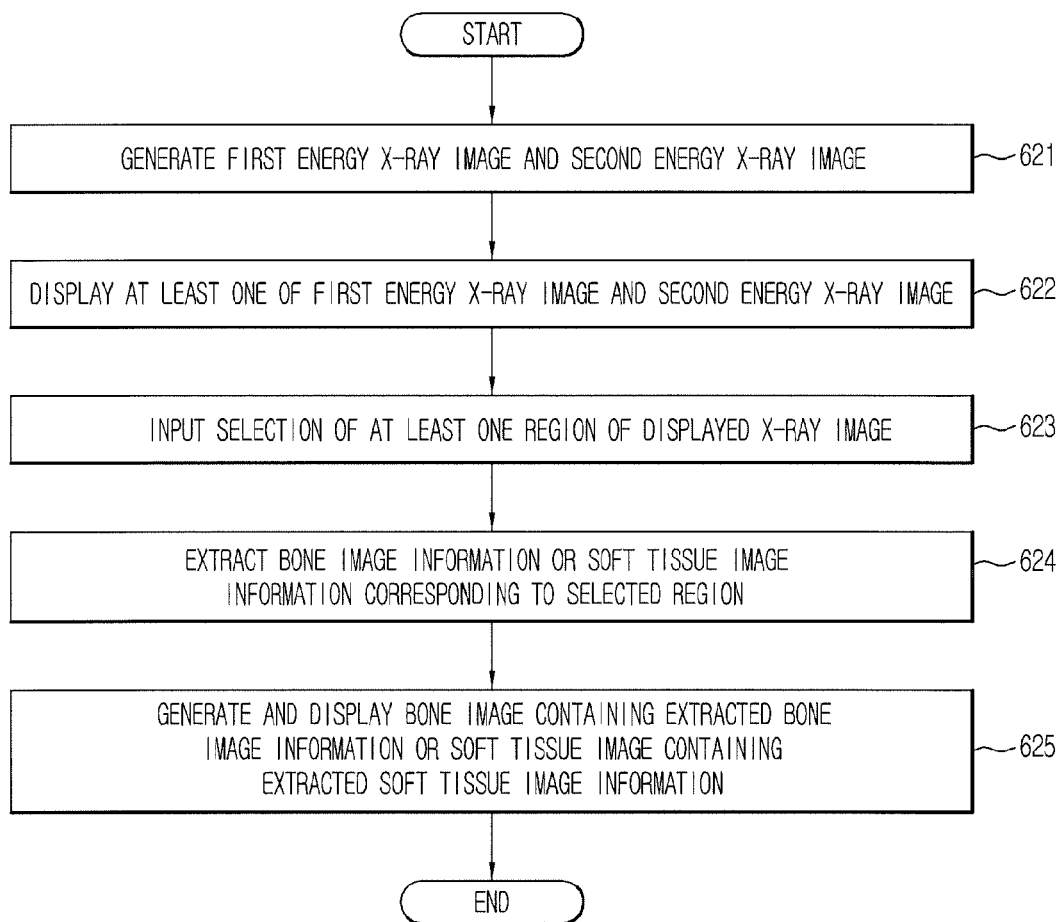 START
GENERATE FIRST ENERGY X-RAY IMAGE AND SECOND ENERGY X-RAY IMAGE
621
DISPLAY AT LEAST ONE OF FIRST ENERGY X-RAY IMAGE AND SECOND ENERGY X-RAY IMAGE
622
INPUT SELECTION OF AT LEAST ONE REGION OF DISPLAYED X-RAY IMAGE
623
EXTRACT BONE IMAGE INFORMATION OR SOFT TISSUE IMAGE
INFORMATION CORRESPONDING TO SELECTED REGION
624
GENERATE AND DISPLAY BONE IMAGE CONTAINING EXTRACTED BONE
IMAGE INFORMATION OR SOFT TISSUE IMAGE CONTAINING
EXTRACTED SOFT TISSUE IMAGE INFORMATION
625
END